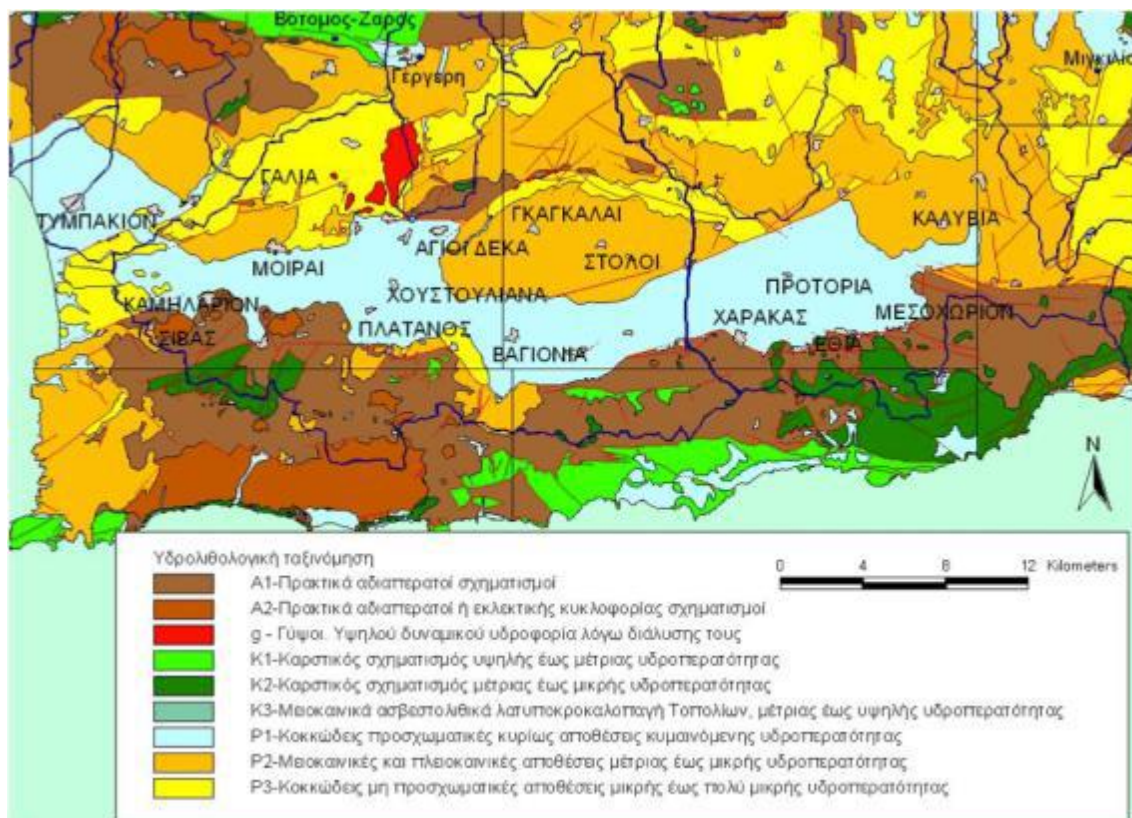 Βοτομος-Ζαρος
Γέργερη
ΓΑΛΙΑ
ΤΥΜΠΑΚΙΟΝ
ΓΚΑΓΚΑΛΑΙ
ΚΑΛΥΒΙΑ
ΑΓΙΟΙ ΔΕΚΑ
ΜΟΙΡΑΙ
ΣΤΟΛΟΙ
ΧΟΥΣΤΟΥΛΙΑΝΑ
ΠΡΟΤΟΡΙΑ
ΚΑΜΗΛΑΡΙΟΝ
ΜΕΣΟΧΩΡΙΟΝ
ΣΙΒΑΣ
ΠΛΑΤΑΝΟΣ
ΧΑΡΑΚΑΣ
ΒΑΓΙΟΝΙΑ
ΕΘΙΑ
N
Υδρολιθολογική ταξινόμηση
Α1-Πρακτικά αδιαπερατοί σχηματισμοί
Α2-Πρακτικά αδιαπερατοί ή εκλεκτικής κυκλοφορίας σχηματισμοί
g - Γύψοι. Υψηλού δυναμικού υδροφορία λόγω διάλυσης τους
Κ1-Καρστικός σχηματισμός υψηλής έως μέτριας υδροπερατότητας
Κ2-Καρστικός σχηματισμός μέτριας έως μικρής υδροπερατότητας
Κ3-Μειοκαινικά ασβεστολιθικά λατυποκροκαλοπαγή Τοπολίων, μέτριας έως υψηλής υδροπερατότητας
Ρ1-Κοκκώδεις προσχωματικές κυρίως αποθέσεις κυμαινόμενης υδροπερατότητας
Ρ2-Μειοκαινικές και πλειοκαινικές αποθέσεις μέτριας έως μικρής υδροπερατότητας
Ρ3-Κοκκώδεις μη προσχωματικές αποθέσεις μικρής έως πολύ μικρής υδροπερατότητας
0 4 8 12 Kilometers